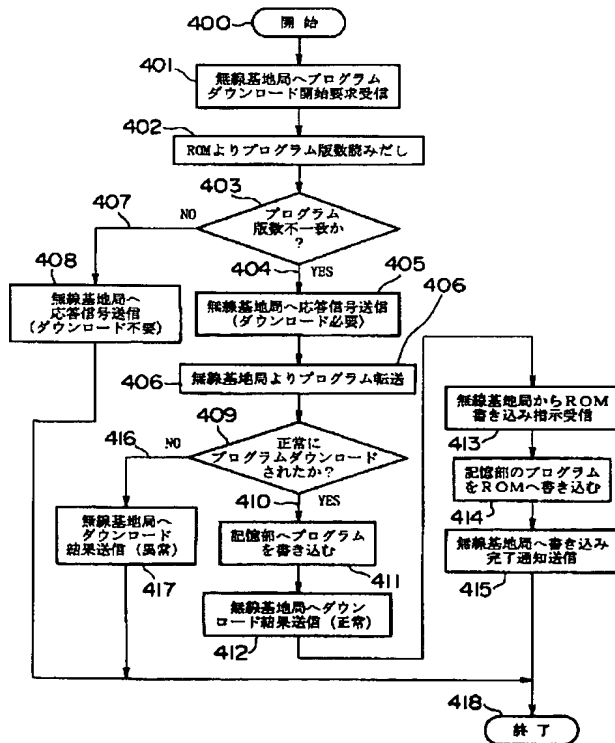 400
開 始
401
無線基地局へプログラム
ダウンロード開始要求受信
402
ROMよりプログラム版数読みだし
403
プログラム
版数不一致か
?
407
NO
404
YES
408
無線基地局へ
応答信号送信
(ダウンロード不要)
405
無線基地局へ応答信号送信
(ダウンロード必要)
406
406
無線基地局よりプログラム転送
409
正常に
プログラムダウンロード
されたか?
416
NO
410
YES
無線基地局へ
ダウンロード
結果送信(異常)
417
記憶部へプログラム
を書き込む
411
無線基地局へダウン
ロード結果送信(正常)
412
無線基地局からROM
書き込み指示受信
413
記憶部のプログラム
をROMへ書き込む
414
無線基地局へ書き込み
完了通知送信
415
418
終 了